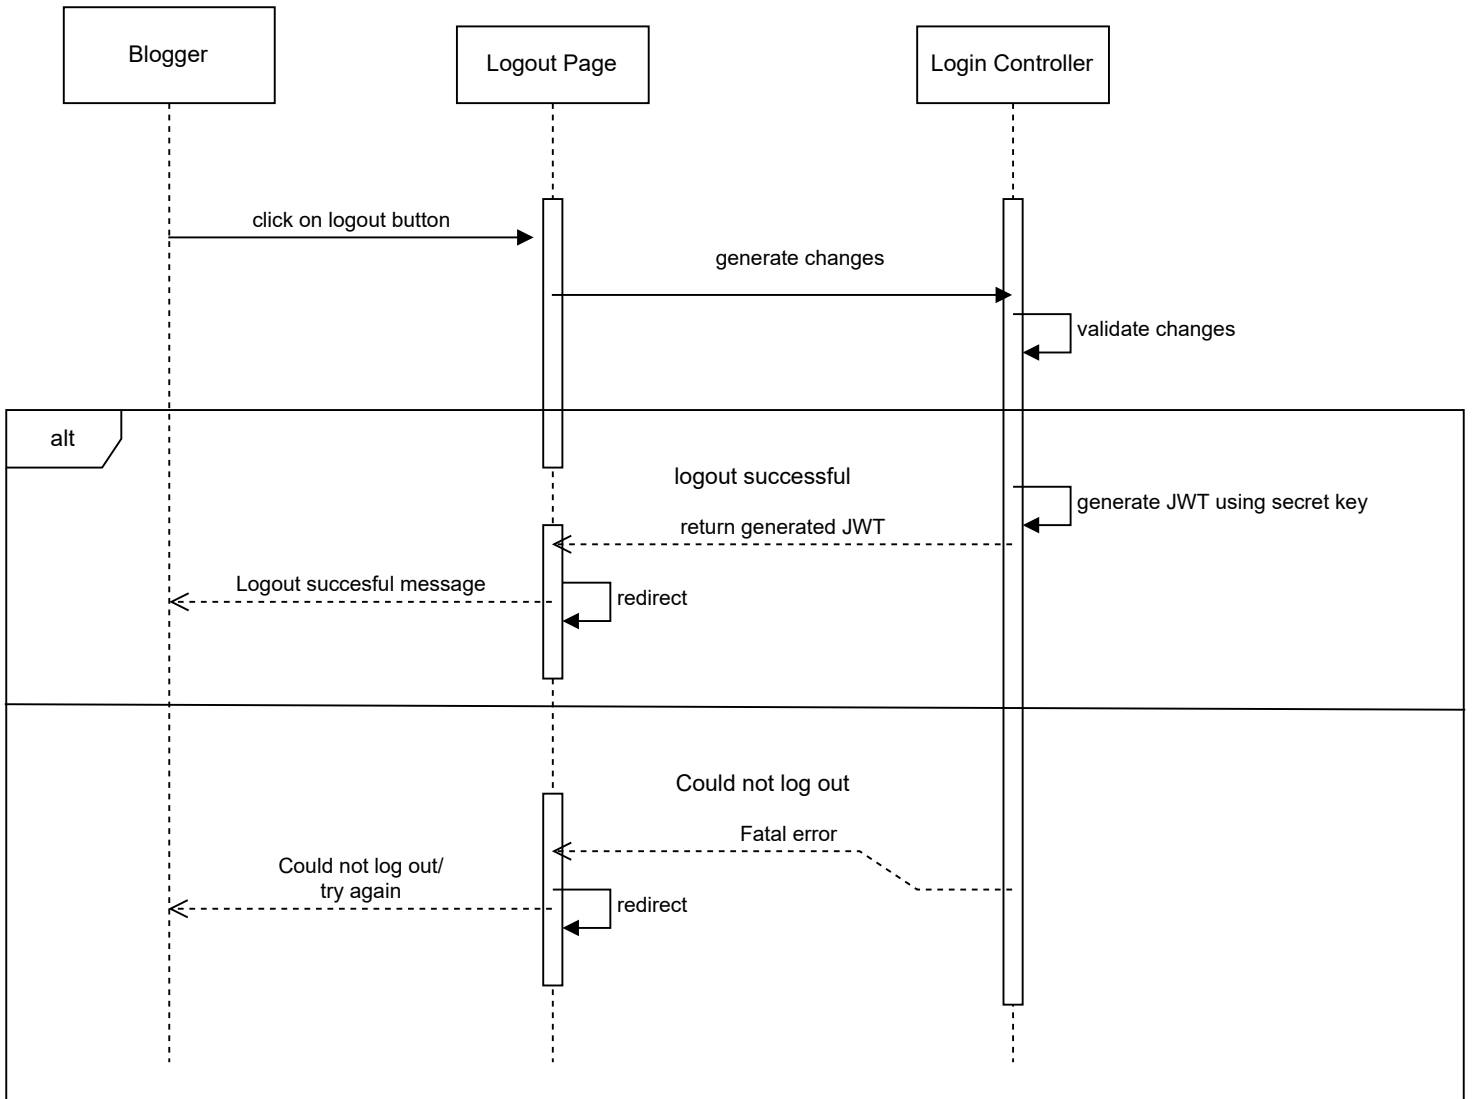 Blogger
Logout Page
Login Controller
click on logout button
generate changes
validate changes
alt
logout successful
generate JWT using secret key
return generated JWT
Logout succesful message
redirect
Could not log out
Fatal error
Could not log out/
try again
redirect